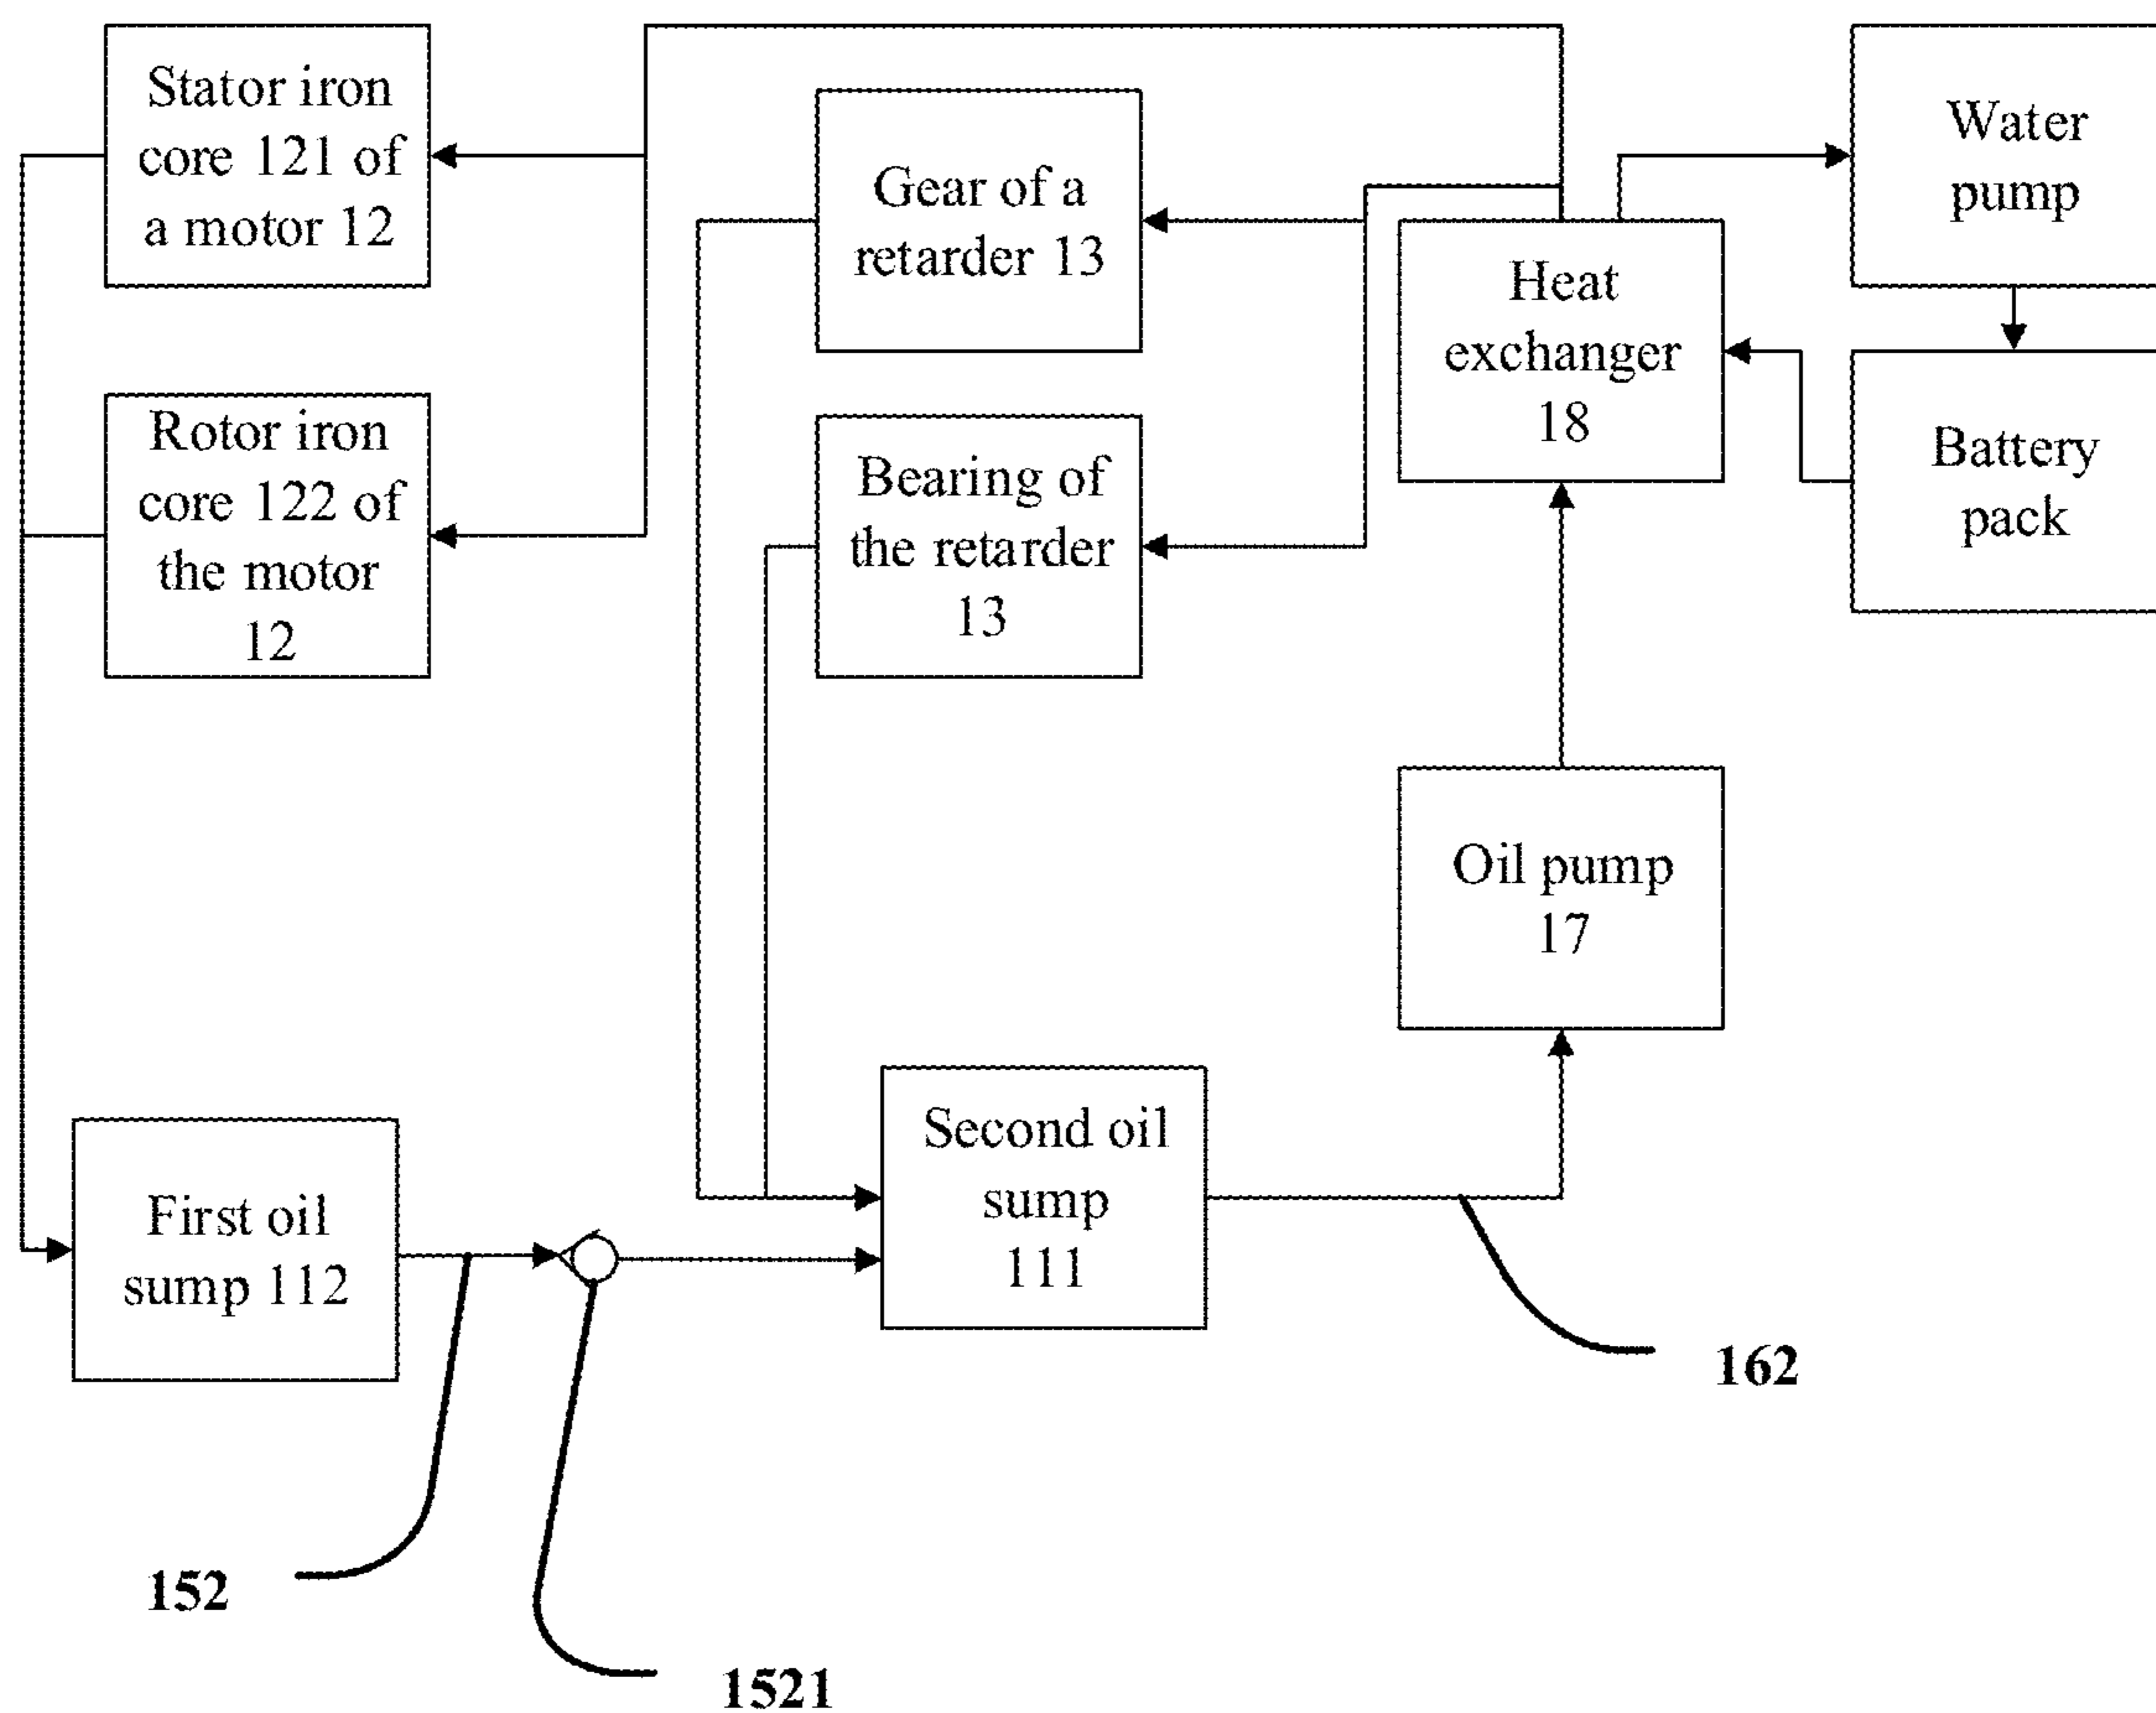 Stator iron
core 121 of
a motor 12
Gear of a
retarder 13
Water
pump
Heat
exchanger
18
Rotor iron
core 122 of
the motor
12
Bearing of
the retarder
13
Battery
pack
Oil pump
17
First oil
sump 112
Second oil
sump
111
162
152
1521